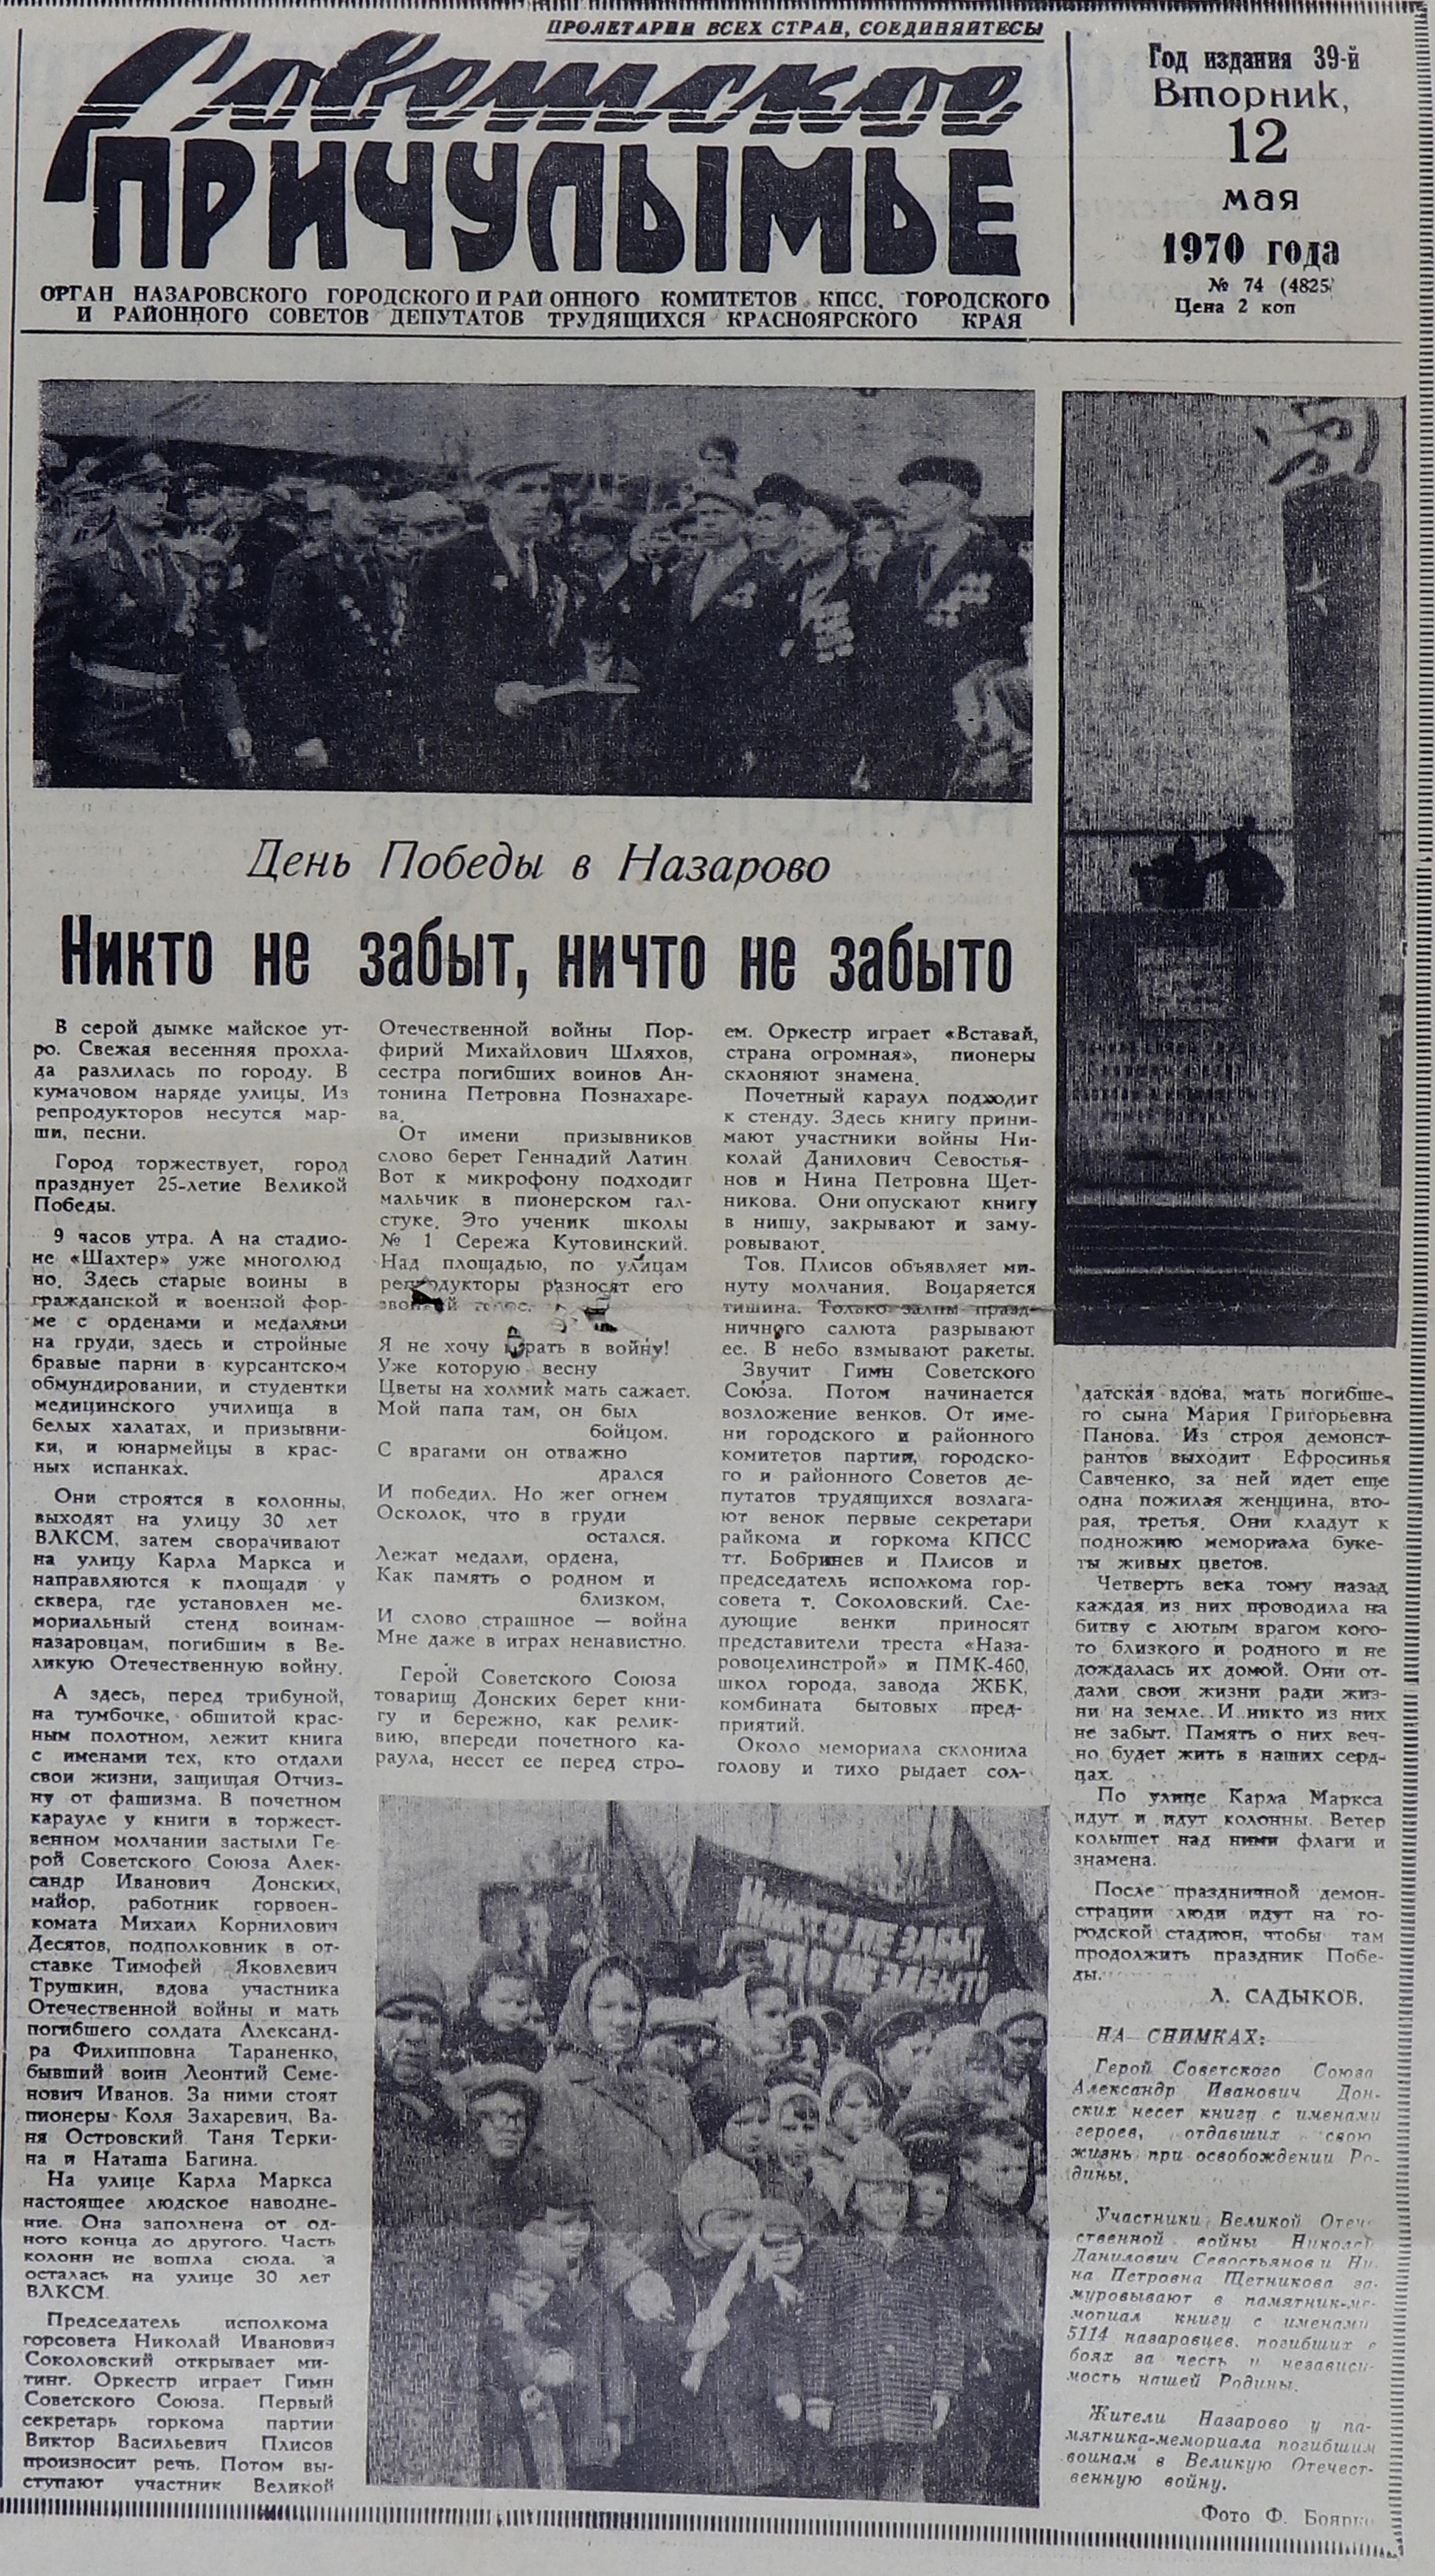 ПРОЛЕТАРИИ ВСЕХ СТРАН, СОЕДИНЯЙТЕСЬ
Советское
ПРИЧУЛЫМЬЕ
ОРГАН НАЗАРОВСКОГО ГОРОДСКОГО И РАЙОННОГО КОМИТЕТОВ КПСС, ГОРОДСКОГО
И РАЙОННОГО СОВЕТОВ ДЕПУТАТОВ ТРУДЯЩИХСЯ КРАСНОЯРСКОГО КРАЯ
Год издания 39-й
Вторник,
12
мая
1970 года
№ 74 (4825)
Цена 2 коп
День Победы в Назарово
Никто не забыт, ничто не забыто
В серой дымке майское ут-
ро. Свежая весенняя прохла-
да разлилась по городу. В
кумачовом наряде улицы. Из
репродукторов несутся мар-
ши, песни.
Город торжествует, город
празднует 25-летие Великой
Победы.
9 часов утра. А на стадио-
не «Шахтер» уже многолюд
но. Здесь старые воины в
гражданской и военной фор-
ме с орденами и медалями
на груди, здесь и стройные
бравые парни в курсантском
обмундировании, и студентки
медицинского училища в
белых халатах, и призывни-
ки, и юнармейцы в крас-
ных испанках.
Они строятся в колонны,
выходят на улицу 30 лет
ВЛКСМ, затем сворачивают
на улицу Карла Маркса и
направляются к площади у
сквера, где установлен ме-
мориальный стенд воинам-
назаровцам, погибшим в Ве-
ликую Отечественную войну.
А здесь, перед трибуной,
на тумбочке, обшитой крас-
ным полотном, лежит книга
с именами тех, кто отдали
свои жизни, защищая Отчиз-
ну от фашизма. В почетном
карауле у книги в торжест-
венном молчании застыли Ге-
рой Советского Союза Алек-
сандр Иванович Донских,
майор, работник горвоен-
комата Михаил Корнилович
Десятов, подполковник в от-
ставке Тимофей Яковлевич
Трушкин, вдова участника
Отечественной войны и мать
погибшего солдата Александ-
ра Филипповна Тараненко,
бывший воин Леонтий Семе-
нович Иванов. За ними стоят
пионеры Коля Захаревич, Ва-
ня Островский Таня Терки-
на и Наташа Багина.
На улице Карла Маркса
настоящее людское наводне-
ние. Она заполнена от од-
ного конца до другого. Часть
колонн не вошла сюда, а
осталась на улице 30 лет
ВЛКСМ
Председатель исполкома
горсовета Николай Иванович
Соколовский открывает ми-
тинг. Оркестр играет Гимн
Советского Союза. Первый
секретарь горкома партии
Виктор Васильевич Плисов
произносит речь. Потом вы-
ступают участник Великой
Отечественной войны Пор-
фирий Михайлович Шляхов,
сестра погибших воинов Ан-
тонина Петровна Познахаре-
ва.
От имени призывников
слово берет Геннадий Латин
Вот к микрофону подходит
мальчик в пионерском гал-
стуке. Это ученик школы
№ 1 Сережа Кутовинский.
Над площадью, по улицам
репродукторы разносят его
звонкий голос.
Я не хочу играть в войну!
Уже которую весну
Цветы на холмик мать сажает.
Мой папа там, он был
бойцом.
С врагами он отважно
дрался
И победил. Но жег огнем
Осколок, что в груди
остался.
Лежат медали, ордена,
Как память о родном и
близком,
И слово страшное — война
Мне даже в играх ненавистно.
Герой Советского Союза
товарищ Донских берет кни-
гу и бережно, как релик-
вию, впереди почетного ка-
раула, несет ее перед стро-
ем. Оркестр играет «Вставай,
страна огромная», пионеры
склоняют знамена.
Почетный караул подходит
к стенду. Здесь книгу прини-
мают участники войны Ни-
колай Данилович Севостья-
нов и Нина Петровна Щет-
никова. Они опускают книгу
в нишу, закрывают и заму-
ровывают.
Тов. Плисов объявляет ми-
нуту молчания. Воцаряется
тишина. Только залпы празд-
ничного салюта разрывают
ее. В небо взмывают ракеты.
Звучит Гимн Советского
Союза. Потом начинается
возложение венков. От име-
ни городского и районного
комитетов партии, городско-
го и районного Советов де-
путатов трудящихся возлага-
ют венок первые секретари
райкома и горкома КПСС
тт. Бобринев и Плисов и
председатель исполкома гор-
совета т. Соколовский. Сле-
дующие венки приносят
представители треста «Наза-
ровоцелинстрой» и ПМК-460,
школ города, завода ЖБК,
комбината бытовых пред-
приятий.
Около мемориала склонила
голову и тихо рыдает сол-
датская вдова, мать погибше-
го сына Мария Григорьевна
Панова. Из строя демонст-
рантов выходит Ефросинья
Савченко, за ней идет еще
одна пожилая женщина, вто-
рая, третья. Они кладут к
подножию мемориала буке-
ты живых цветов.
Четверть века тому назад
каждая из них проводила на
битву с лютым врагом кого-
то близкого и родного и не
дождалась их домой. Они от-
дали свои жизни ради жиз-
ни на земле. И никто из них
не забыт. Память о них веч-
но будет жить в наших серд-
цах.
По улице Карла Маркса
идут и идут колонны. Ветер
колышет над ними флаги и
знамена.
После праздничной демон-
страции люди идут на го-
родской стадион, чтобы там
продолжить праздник Побе-
ды.
Л. САДЫКОВ.
НА СНИМКАХ:
Герой Советского Союза
Александр Иванович Дон-
ских несет книгу с именами
героев, отдавших свою
жизнь при освобождении Ро-
дины.
Участники Великой Отече-
ственной войны Николай
Данилович Севостьянов и Ни-
на Петровна Щетникова за-
муровывают в памятник-ме-
мориал книгу с именами
5114 назаровцев, погибших в
боях за честь и независи-
мость нашей Родины.
Жители Назарово у па-
мятника-мемориала погибшим
воинам в Великую Отечест-
венную войну.
Фото Ф.
НИКТО НЕ ЗАБЫТ,
ЧТО НЕ ЗАБЫТО